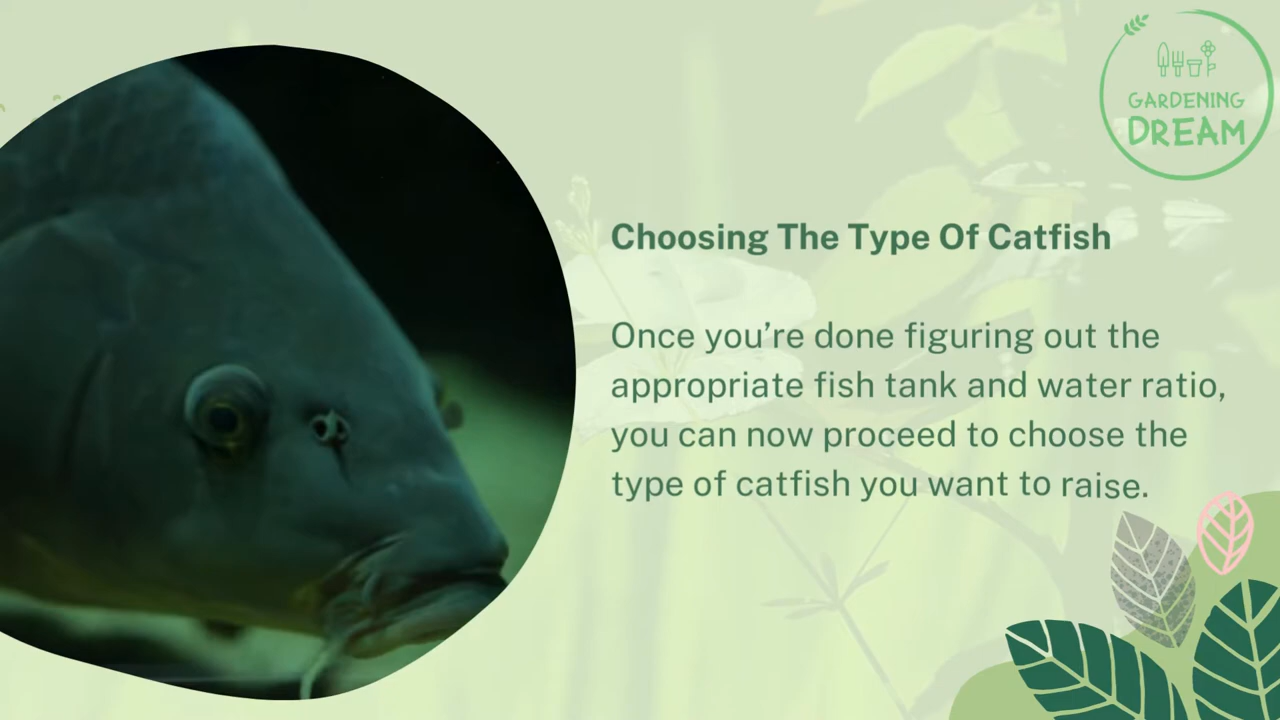 GARDENING
DREAM
Choosing The Type Of Catfish
Once you’re done figuring out the
appropriate fish tank and water ratio,
you can now proceed to choose the
type of catfish you want to raise.